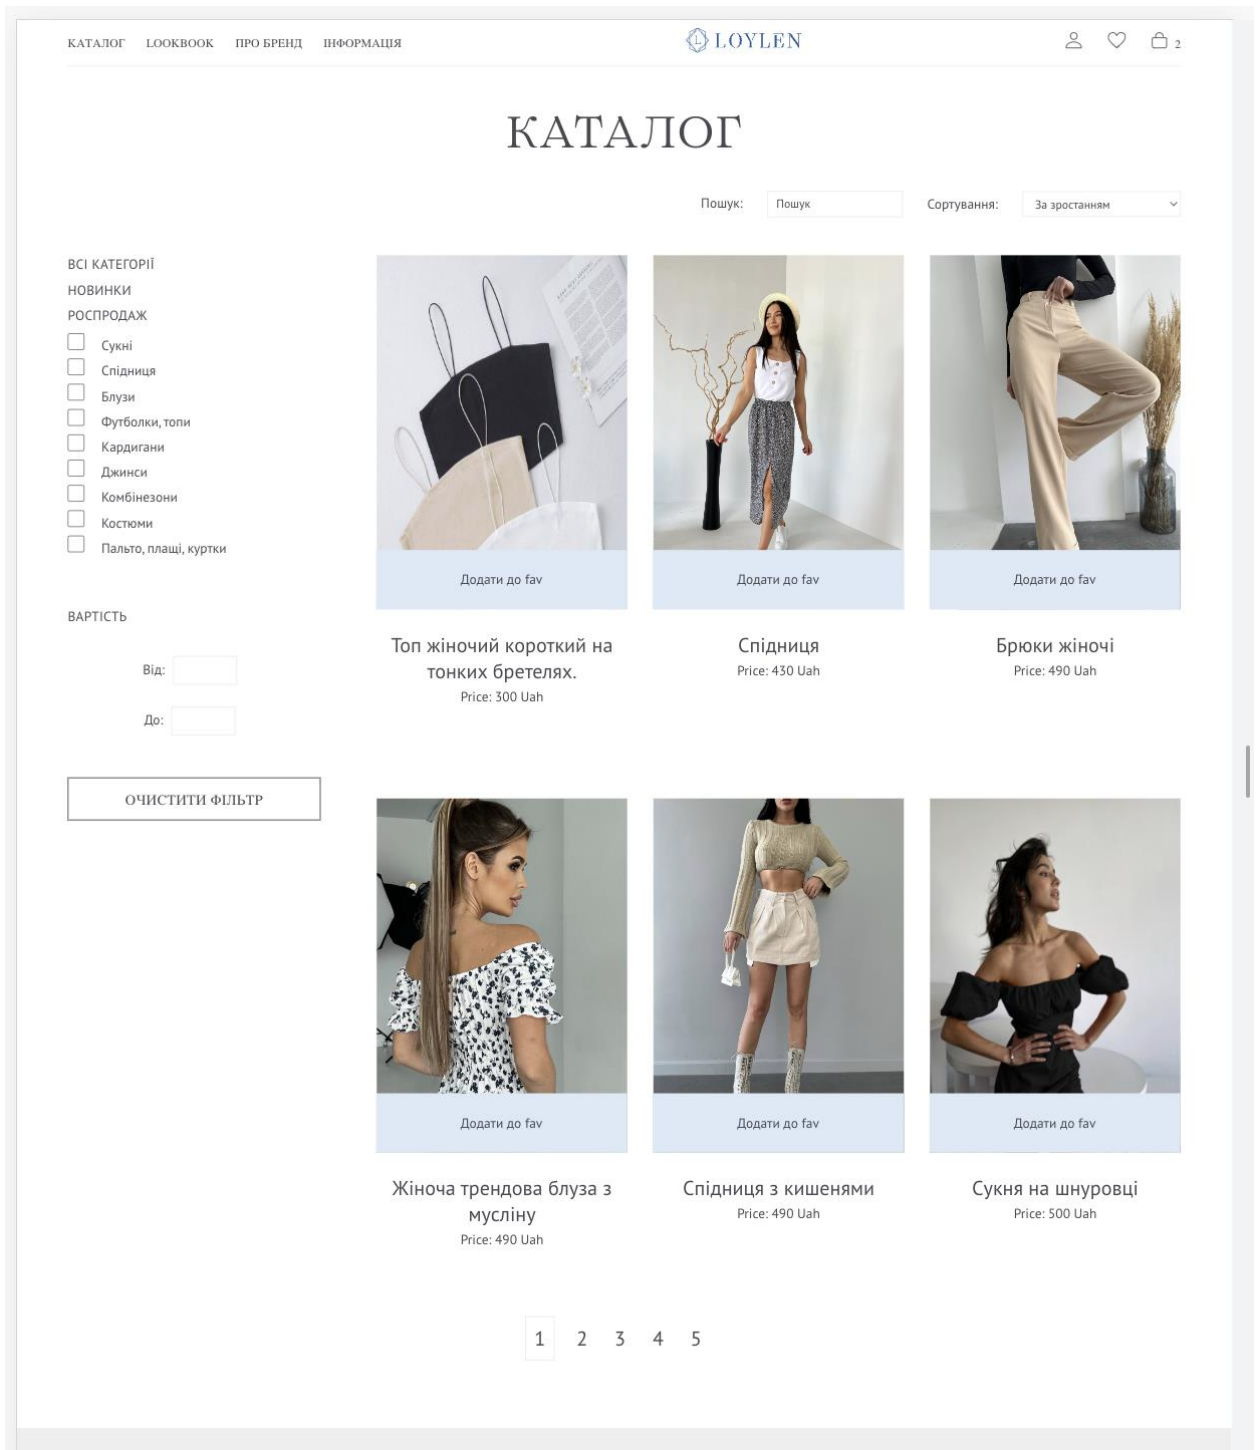 КАТАЛОГ LOOKBOOK ПРО БРЕНД ІНФОРМАЦІЯ
L LOYLEN
2
КАТАЛОГ
Пошук: Пошук Сортування: За зростанням
ВСІ КАТЕГОРІЇ
НОВИНКИ
РОСПРОДАЖ
Сукні
Спідниця
Блузи
Футболки, топи
Кардигани
Джинси
Комбінезони
Костюми
Пальто, плащі, куртки
ВАРТІСТЬ
Від:
До:
ОЧИСТИТИ ФІЛЬТР
Додати до fav Додати до fav Додати до fav
Топ жіночий короткий на
тонких бретелях.
Price: 300 Uah
Спідниця
Price: 430 Uah
Брюки жіночі
Price: 490 Uah
Додати до fav Додати до fav Додати до fav
Жіноча трендова блуза з
мусліну
Price: 490 Uah
Спідниця з кишенями
Price: 490 Uah
Сукня на шнуровці
Price: 500 Uah
1 2 3 4 5